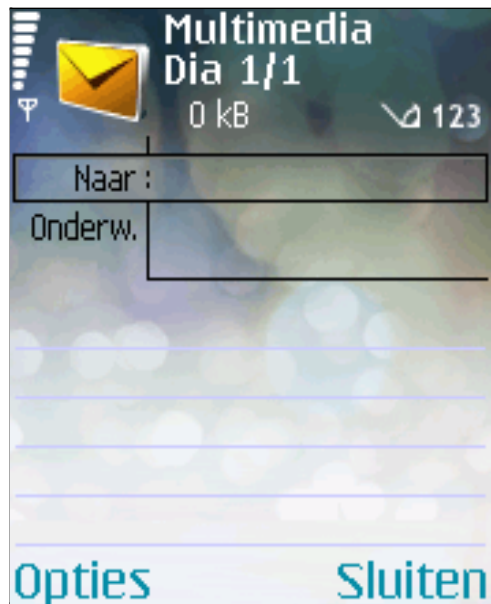 Multimedia
Dia 1/1
0 kB 123
Naar :
Onderw.
Opties Sluiten